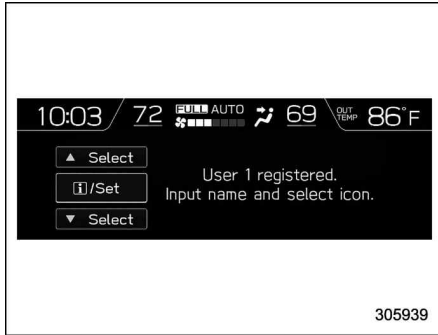 10:03 72 FULL AUTO 69 OUT TEMP 86°F
▲ Select
i/Set
▼ Select
User 1 registered.
Input name and select icon.
305939